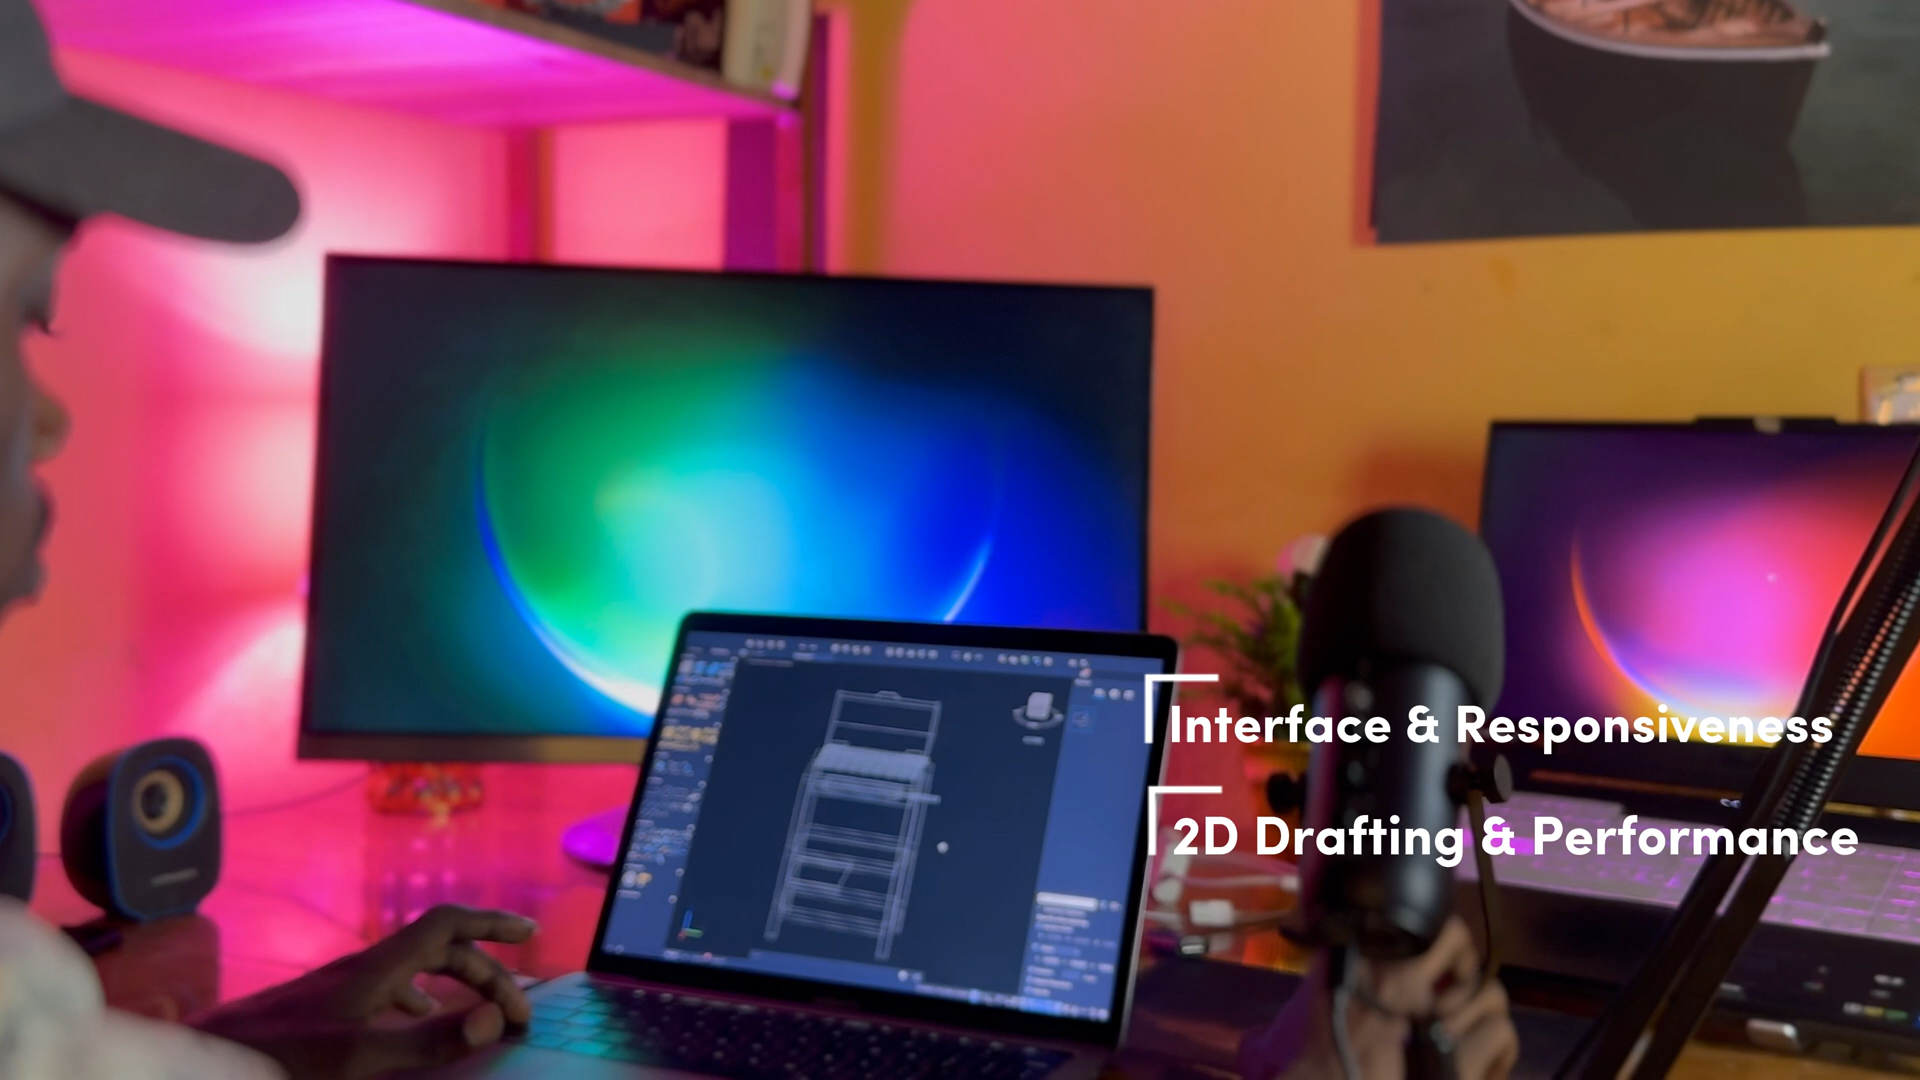 Interface & Responsiveness
2D Drafting & Performance